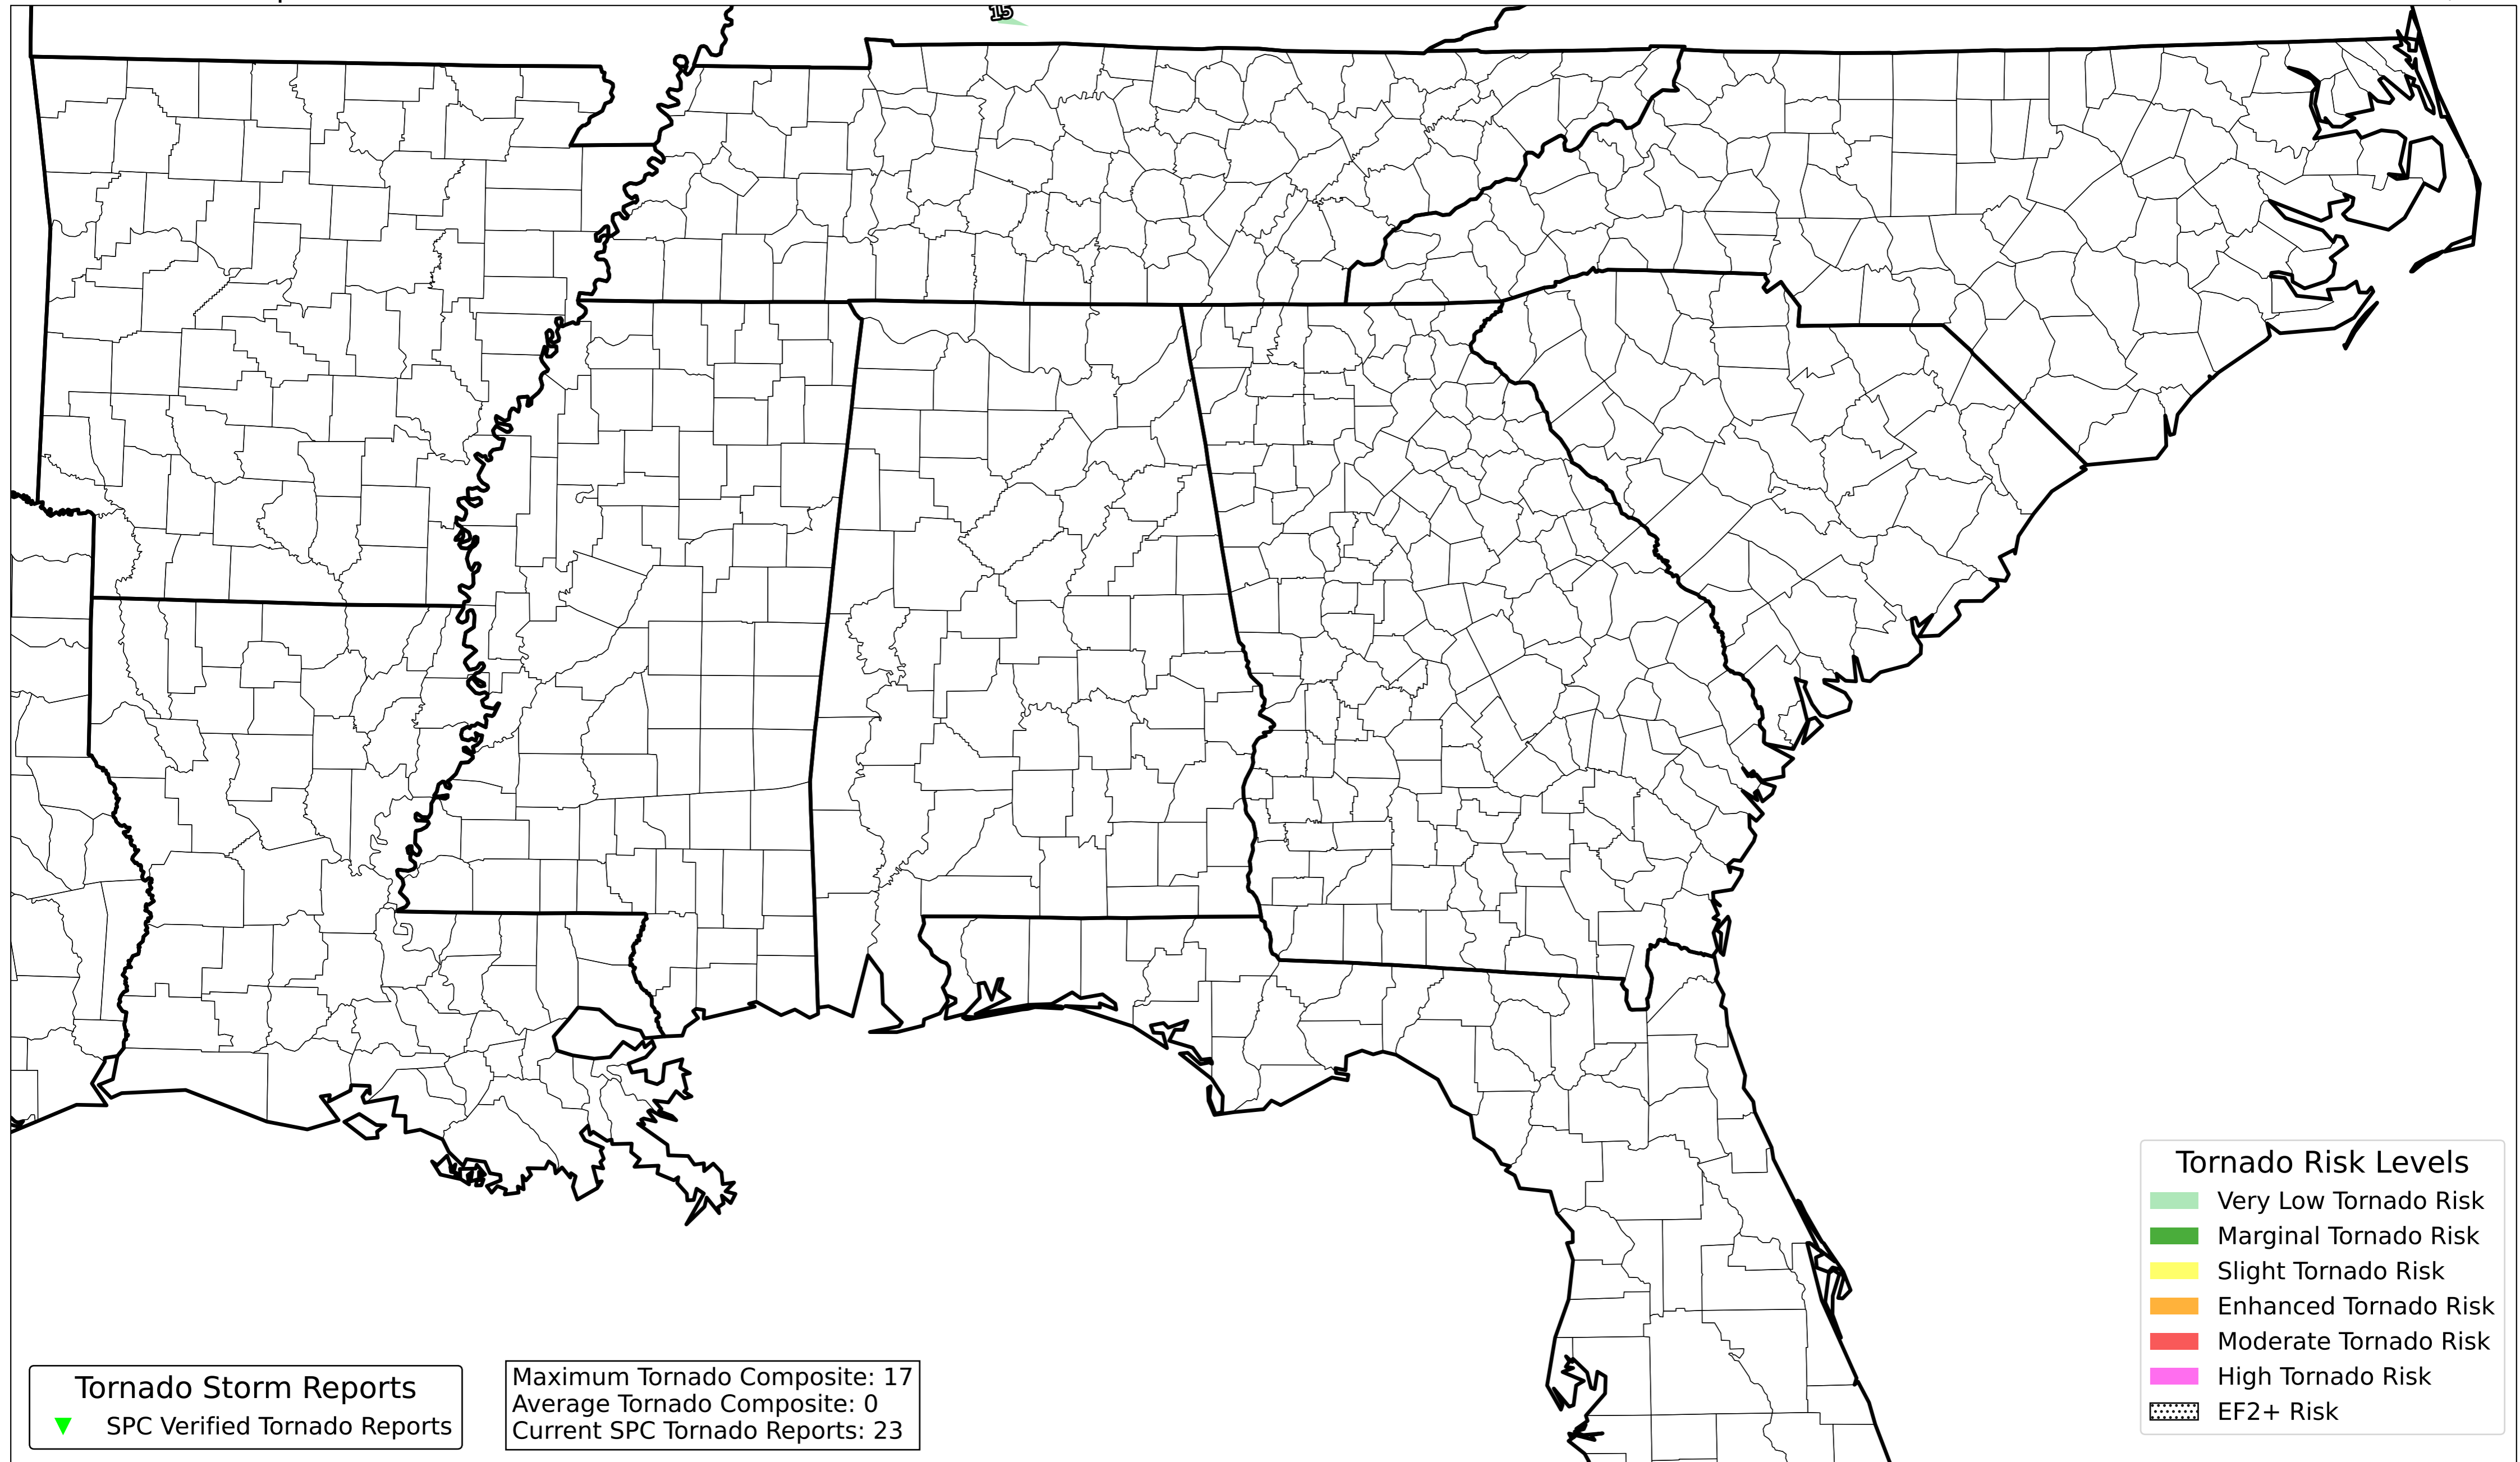 15
Tornado Risk Levels
Very Low Tornado Risk
Marginal Tornado Risk
Slight Tornado Risk
Enhanced Tornado Risk
Moderate Tornado Risk
High Tornado Risk
EF2+ Risk
Tornado Storm Reports
SPC Verified Tornado Reports
Maximum Tornado Composite: 17
Average Tornado Composite: 0
Current SPC Tornado Reports: 23